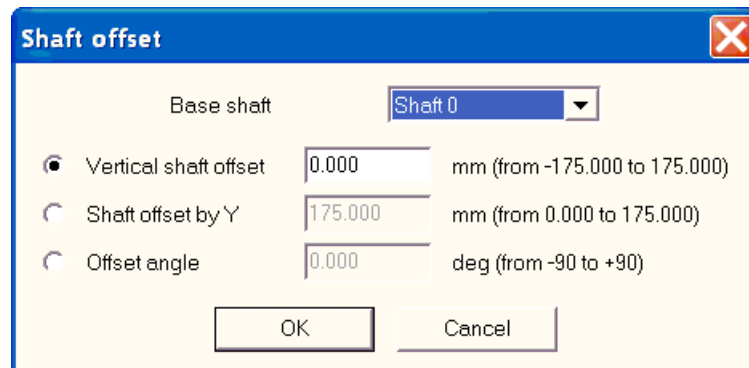 Shaft offset
Base shaft Shaft 0
Vertical shaft offset 0.000 mm (from -175.000 to 175.000)
Shaft offset by Y 175.000 mm (from 0.000 to 175.000)
Offset angle 0.000 deg (from -90 to +90)
OK Cancel